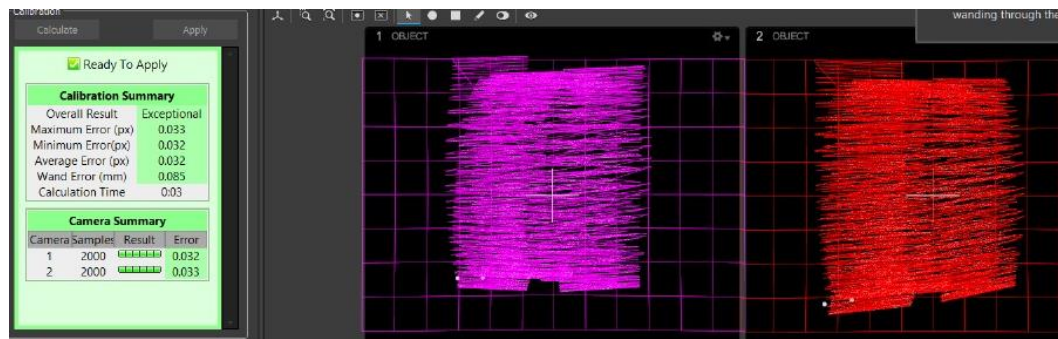 Calibration
Calculate Apply
Ready To Apply
Calibration Summary
Overall Result Exceptional
Maximum Error (px) 0.033
Minimum Error(px) 0.032
Average Error (px) 0.032
Wand Error (mm) 0.085
Calculation Time 0:03
Camera Summary
Camera Samples Result Error
1 2000 0.032
2 2000 0.033
1 OBJECT
2 OBJECT
wanding through the